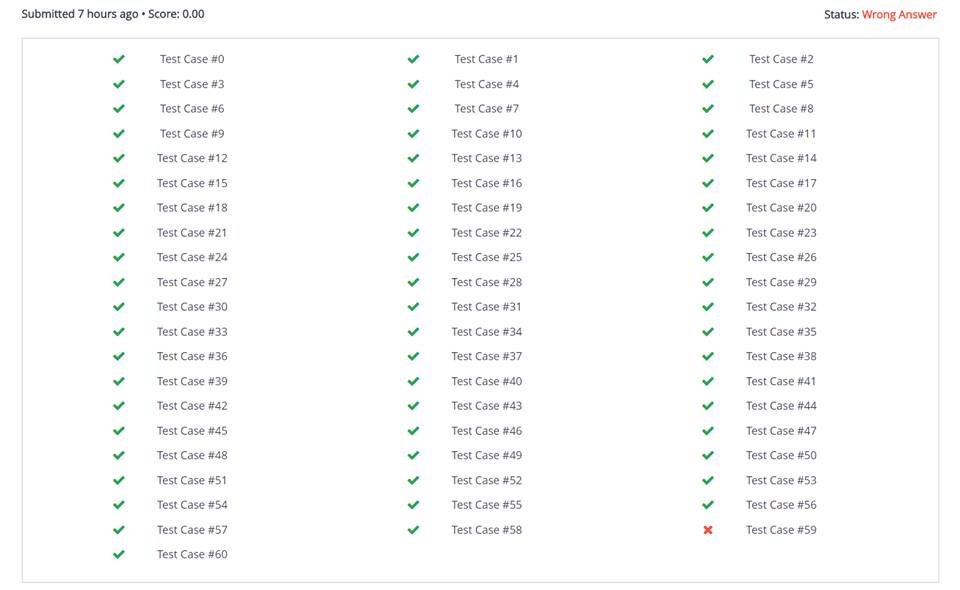 Submitted 7 hours ago • Score: 0.00 Status: Wrong Answer
Test Case #0 Test Case #1 Test Case #2
Test Case #3 Test Case #4 Test Case #5
Test Case #6 Test Case #7 Test Case #8
Test Case #9 Test Case #10 Test Case #11
Test Case #12 Test Case #13 Test Case #14
Test Case #15 Test Case #16 Test Case #17
Test Case #18 Test Case #19 Test Case #20
Test Case #21 Test Case #22 Test Case #23
Test Case #24 Test Case #25 Test Case #26
Test Case #27 Test Case #28 Test Case #29
Test Case #30 Test Case #31 Test Case #32
Test Case #33 Test Case #34 Test Case #35
Test Case #36 Test Case #37 Test Case #38
Test Case #39 Test Case #40 Test Case #41
Test Case #42 Test Case #43 Test Case #44
Test Case #45 Test Case #46 Test Case #47
Test Case #48 Test Case #49 Test Case #50
Test Case #51 Test Case #52 Test Case #53
Test Case #54 Test Case #55 Test Case #56
Test Case #57 Test Case #58 Test Case #59
Test Case #60